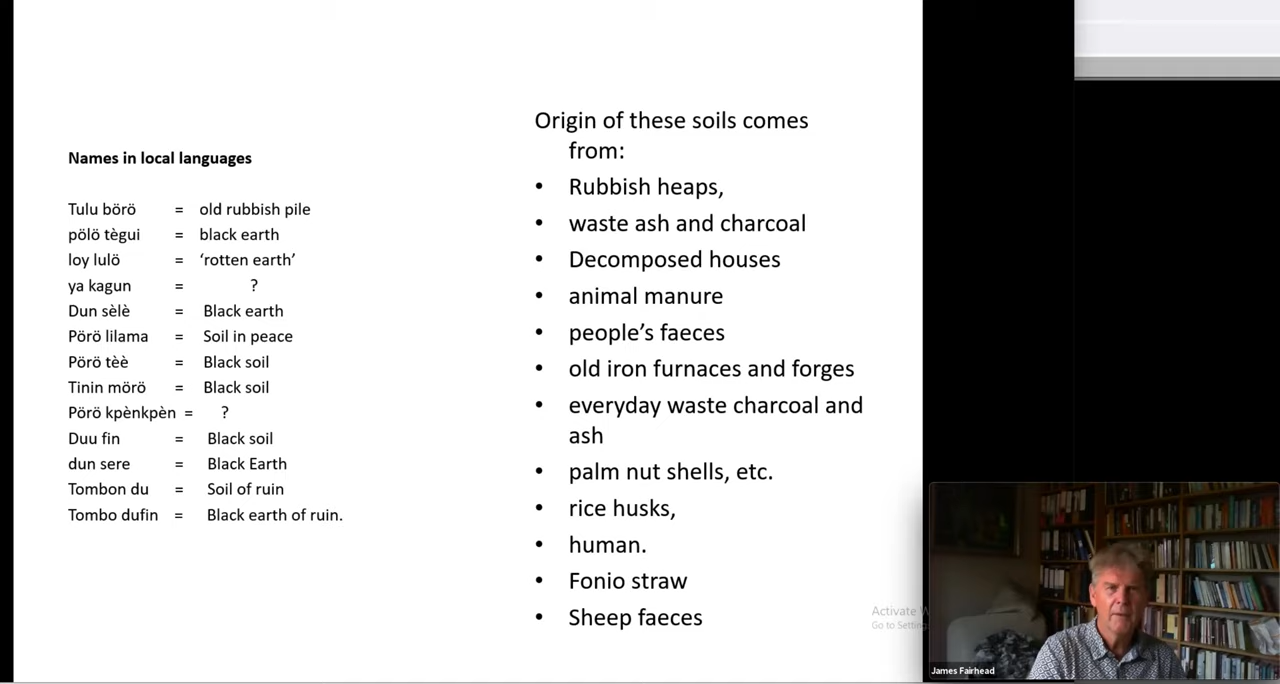 Names in local languages
Tulu börö = old rubbish pile
pölö tègui = black earth
loy lulö = ‘rotten earth’
ya kagun = ?
Dun sèlè = Black earth
Pörö lilama = Soil in peace
Pörö tèè = Black soil
Tinin mörö = Black soil
Pörö kpènkpèn = ?
Duu fin = Black soil
dun sere = Black Earth
Tombon du = Soil of ruin
Tombo dufin = Black earth of ruin.
Origin of these soils comes
from:
• Rubbish heaps,
• waste ash and charcoal
• Decomposed houses
• animal manure
• people’s faeces
• old iron furnaces and forges
• everyday waste charcoal and
ash
• palm nut shells, etc.
• rice husks,
• human.
• Fonio straw
• Sheep faeces
Activate W
Go to Setting
James Fairhead